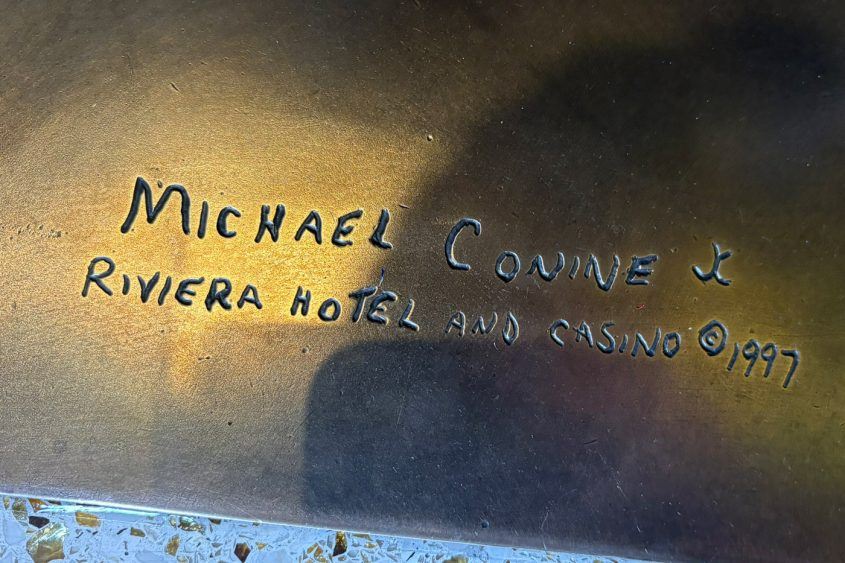 MICHAEL CONINE X
RIVIERA HOTEL AND CASINO © 1997